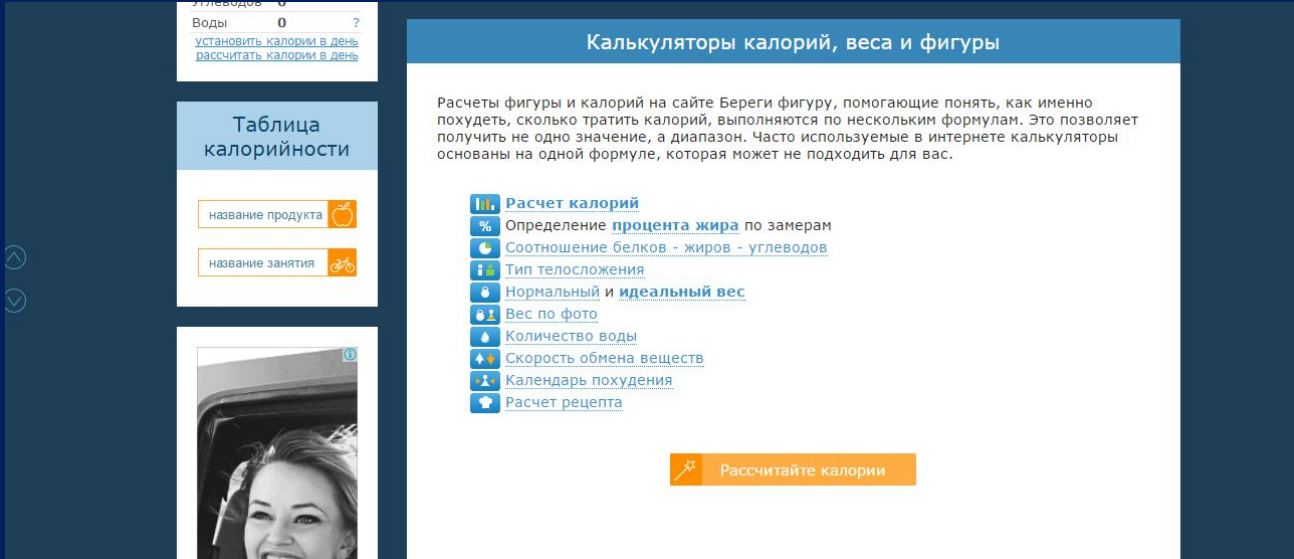 Углеводов 0
Воды 0 ?
установить калории в день
рассчитать калории в день
Таблица
калорийности
название продукта
название занятия
Калькуляторы калорий, веса и фигуры
Расчеты фигуры и калорий на сайте Береги фигуру, помогающие понять, как именно
похудеть, сколько тратить калорий, выполняются по нескольким формулам. Это позволяет
получить не одно значение, а диапазон. Часто используемые в интернете калькуляторы
основаны на одной формуле, которая может не подходить для вас.
Расчет калорий
% Определение процента жира по замерам
Соотношение белков - жиров - углеводов
Тип телосложения
Нормальный и идеальный вес
Вес по фото
Количество воды
Скорость обмена веществ
Календарь похудения
Расчет рецепта
Рассчитайте калории